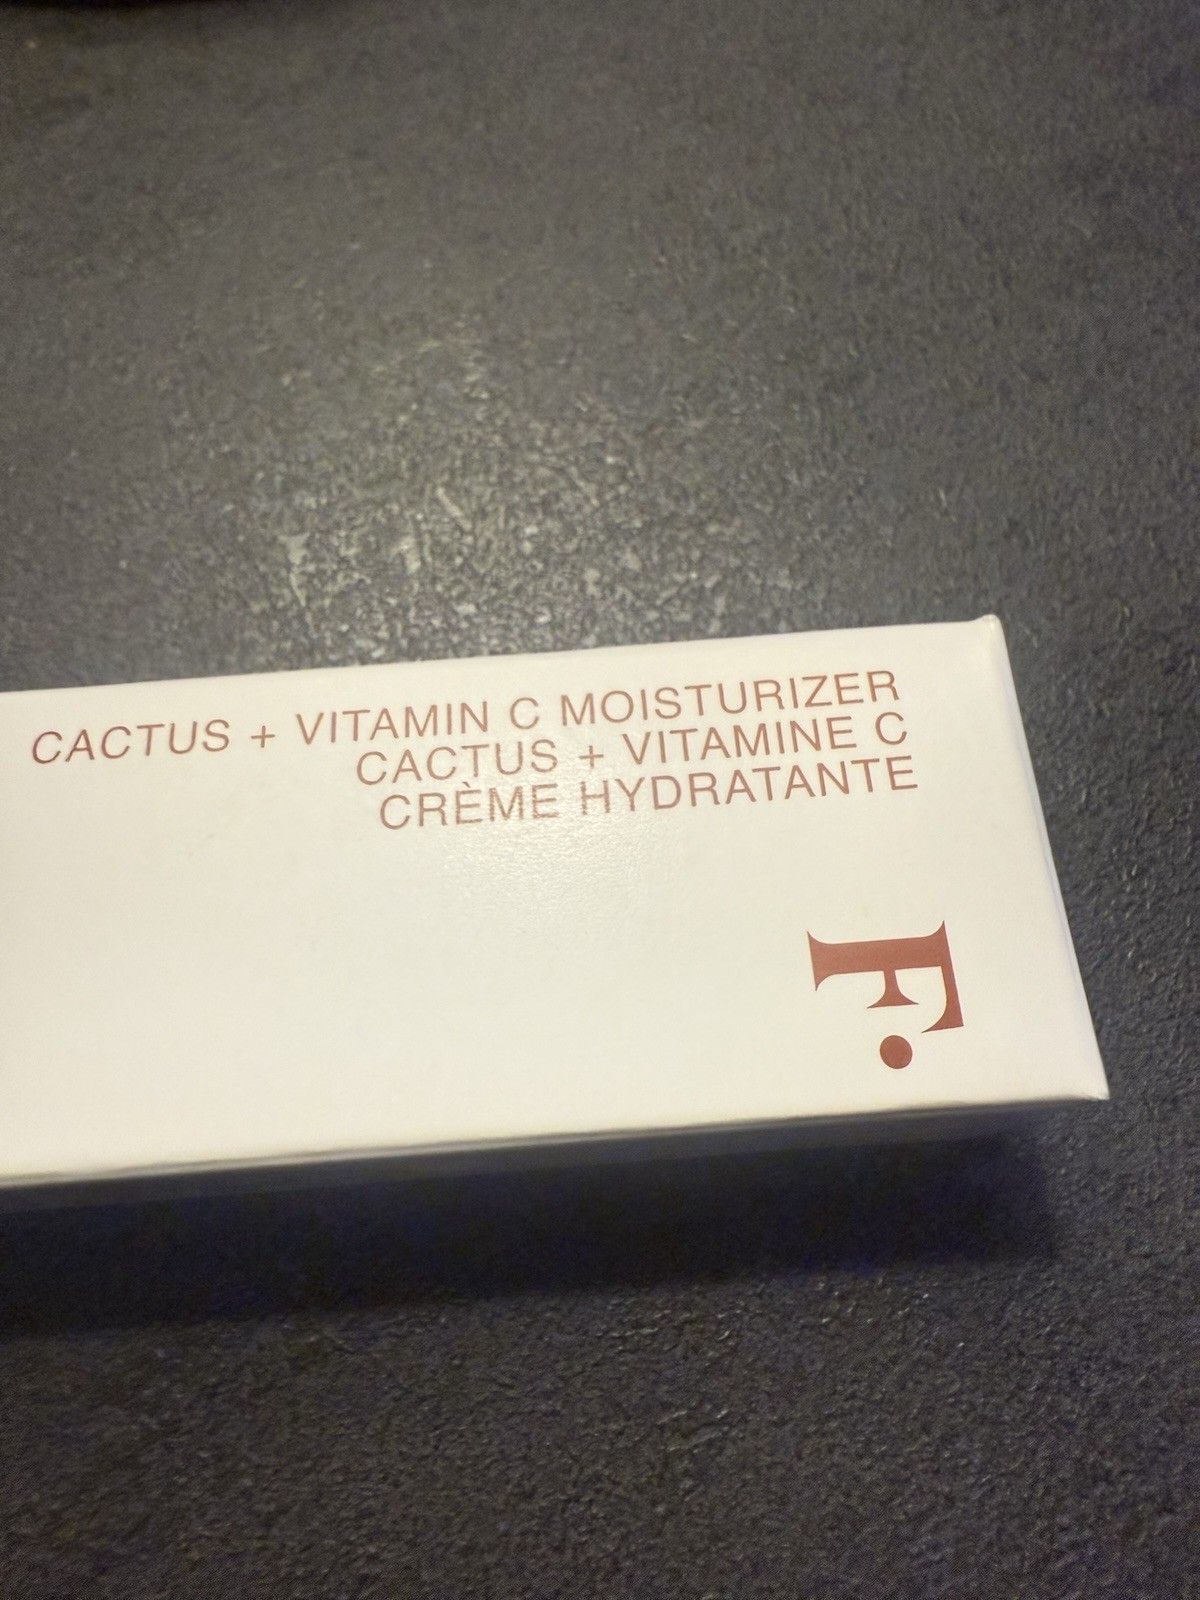 CACTUS + VITAMIN C MOISTURIZER
CACTUS + VITAMINE C
CRÈME HYDRATANTE
F.